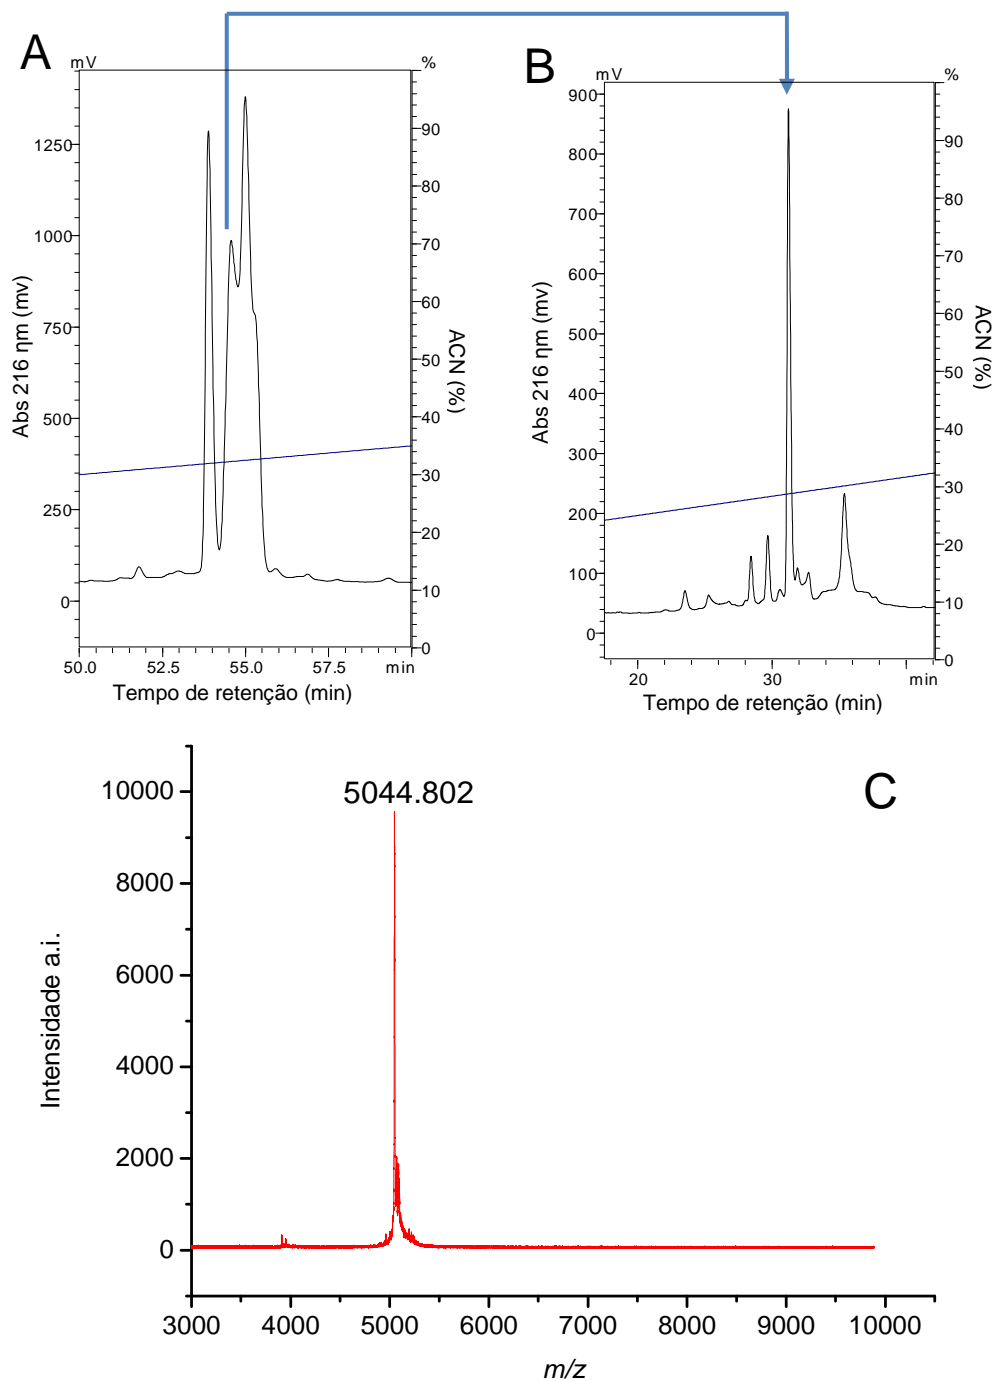 A
mV
%
1250
1000
750
500
250
0
90
80
70
60
50
40
30
20
10
0
Abs 216 ηm (mv)
ACN (%)
50.0 52.5 55.0 57.5 min
Tempo de retenção (min)
B
mV
%
900
800
700
600
500
400
300
200
100
0
90
80
70
60
50
40
30
20
10
0
Abs 216 ηm (mv)
ACN (%)
20 30 min
Tempo de retenção (min)
C
5044.802
10000
8000
6000
4000
2000
0
Intensidade a.i.
3000 4000 5000 6000 7000 8000 9000 10000
m/z